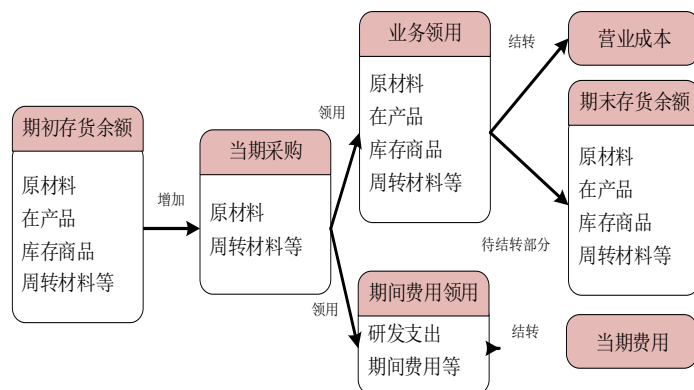 期初存货余额
原材料
在产品
库存商品
周转材料等
增加
当期采购
原材料
周转材料等
领用
领用
业务领用
原材料
在产品
库存商品
周转材料等
期间费用领用
研发支出
期间费用等
结转
待结转部分
结转
营业成本
期末存货余额
原材料
在产品
库存商品
周转材料等
当期费用